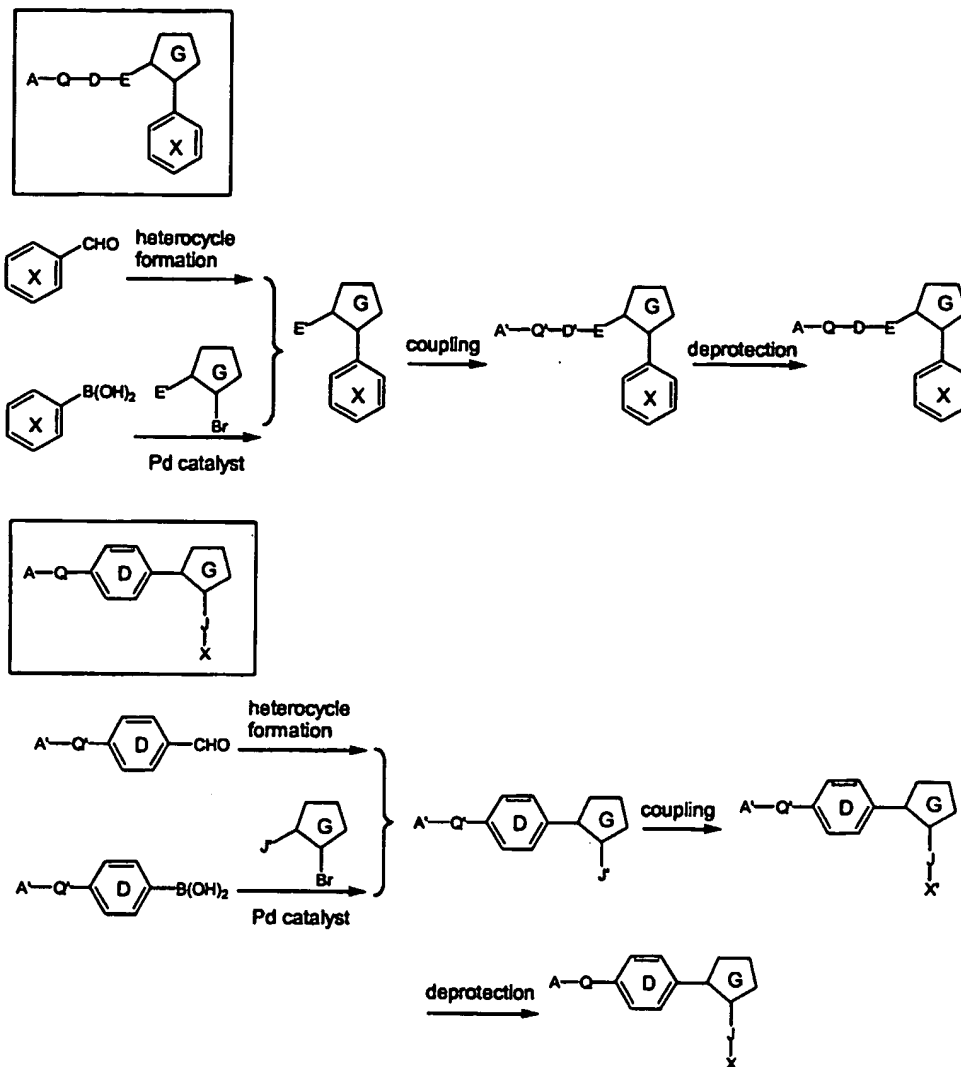 G
A—Q—D—E
X
CHO
X
heterocycle
formation
B(OH)₂
X
E
G
Br
Pd catalyst
G
E
X
coupling
G
A'—Q'—D'—E
X
deprotection
G
A—Q—D—E
X
A—Q
D
G
J
X
A'—Q'
D
CHO
heterocycle
formation
A'—Q'
D
B(OH)₂
G
J'
Br
Pd catalyst
A'—Q'
D
G
J'
coupling
A'—Q'
D
G
J
X'
deprotection
A—Q
D
G
J
X